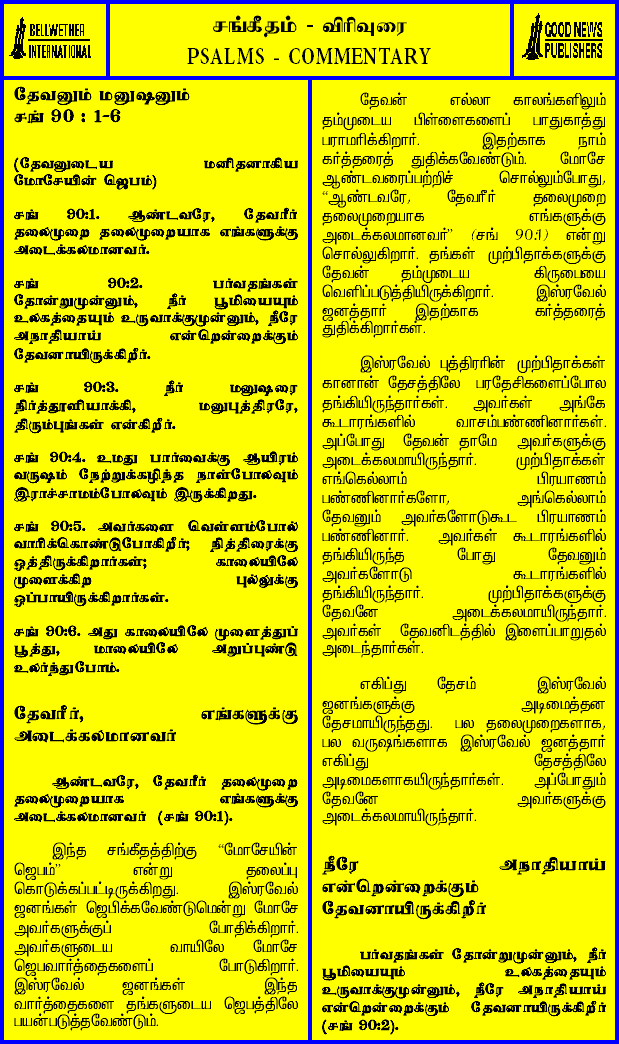 BELLWETHER
INTERNATIONAL
சங்கீதம் - விரிவுரை
PSALMS - COMMENTARY
GOOD NEWS
PUBLISHERS
தேவனும் மனுஷனும்
சங் 90 : 1-6
(தேவனுடைய மனிதனாகிய
மோசேயின் ஜெபம்)
சங் 90:1. ஆண்டவரே, தேவரீர்
தலைமுறை தலைமுறையாக எங்களுக்கு
அடைக்கலமானவர்.
சங் 90:2. பர்வதங்கள்
தோன்றுமுன்னும், நீர் பூமியையும்
உலகத்தையும் உருவாக்குமுன்னும், நீரே
அநாதியாய் என்றென்றைக்கும்
தேவனாயிருக்கிறீர்.
சங் 90:3. நீர் மனுஷரை
நிர்த்தூளியாக்கி, மனுபுத்திரரே,
திரும்புங்கள் என்கிறீர்.
சங் 90:4. உமது பார்வைக்கு ஆயிரம்
வருஷம் நேற்றுக்கழிந்த நாள்போலவும்
இராச்சாமம்போலவும் இருக்கிறது.
சங் 90:5. அவர்களை வெள்ளம்போல்
வாரிக்கொண்டுபோகிறீர்; நித்திரைக்கு
ஒத்திருக்கிறார்கள்; காலையிலே
முளைக்கிற புல்லுக்கு
ஒப்பாயிருக்கிறார்கள்.
சங் 90:6. அது காலையிலே முளைத்துப்
பூத்து, மாலையிலே அறுப்புண்டு
உலர்ந்துபோம்.
தேவரீர், எங்களுக்கு
அடைக்கலமானவர்
ஆண்டவரே, தேவரீர் தலைமுறை
தலைமுறையாக எங்களுக்கு
அடைக்கலமானவர் (சங் 90:1).
இந்த சங்கீதத்திற்கு “மோசேயின்
ஜெபம்” என்று தலைப்பு
கொடுக்கப்பட்டிருக்கிறது. இஸ்ரவேல்
ஜனங்கள் ஜெபிக்கவேண்டுமென்று மோசே
அவர்களுக்குப் போதிக்கிறார்.
அவர்களுடைய வாயிலே மோசே
ஜெபவார்த்தைகளைப் போடுகிறார்.
இஸ்ரவேல் ஜனங்கள் இந்த
வார்த்தைகளை தங்களுடைய ஜெபத்திலே
பயன்படுத்தவேண்டும்.
தேவன் எல்லா காலங்களிலும்
தம்முடைய பிள்ளைகளைப் பாதுகாத்து
பராமரிக்கிறார். இதற்காக நாம்
கர்த்தரைத் துதிக்கவேண்டும். மோசே
ஆண்டவரைப்பற்றிச் சொல்லும்போது,
“ஆண்டவரே, தேவரீர் தலைமுறை
தலைமுறையாக எங்களுக்கு
அடைக்கலமானவர்” (சங் 90:1) என்று
சொல்லுகிறார். தங்கள் முற்பிதாக்களுக்கு
தேவன் தம்முடைய கிருபையை
வெளிப்படுத்தியிருக்கிறார். இஸ்ரவேல்
ஜனத்தார் இதற்காக கர்த்தரைத்
துதிக்கிறார்கள்.
இஸ்ரவேல் புத்திரரின் முற்பிதாக்கள்
கானான் தேசத்திலே பரதேசிகளைப்போல
தங்கியிருந்தார்கள். அவர்கள் அங்கே
கூடாரங்களில் வாசம்பண்ணினார்கள்.
அப்போது தேவன் தாமே அவர்களுக்கு
அடைக்கலமாயிருந்தார். முற்பிதாக்கள்
எங்கெல்லாம் பிரயாணம்
பண்ணினார்களோ, அங்கெல்லாம்
தேவனும் அவர்களோடுகூட பிரயாணம்
பண்ணினார். அவர்கள் கூடாரங்களில்
தங்கியிருந்த போது தேவனும்
அவர்களோடு கூடாரங்களில்
தங்கியிருந்தார். முற்பிதாக்களுக்கு
தேவனே அடைக்கலமாயிருந்தார்.
அவர்கள் தேவனிடத்தில் இளைப்பாறுதல்
அடைந்தார்கள்.
எகிப்து தேசம் இஸ்ரவேல்
ஜனங்களுக்கு அடிமைத்தன
தேசமாயிருந்தது. பல தலைமுறைகளாக,
பல வருஷங்களாக இஸ்ரவேல் ஜனத்தார்
எகிப்து தேசத்திலே
அடிமைகளாகயிருந்தார்கள். அப்போதும்
தேவனே அவர்களுக்கு
அடைக்கலமாயிருந்தார்.
நீரே அநாதியாய்
என்றென்றைக்கும்
தேவனாயிருக்கிறீர்
பர்வதங்கள் தோன்றுமுன்னும், நீர்
பூமியையும் உலகத்தையும்
உருவாக்குமுன்னும், நீரே அநாதியாய்
என்றென்றைக்கும் தேவனாயிருக்கிறீர்
(சங் 90:2).